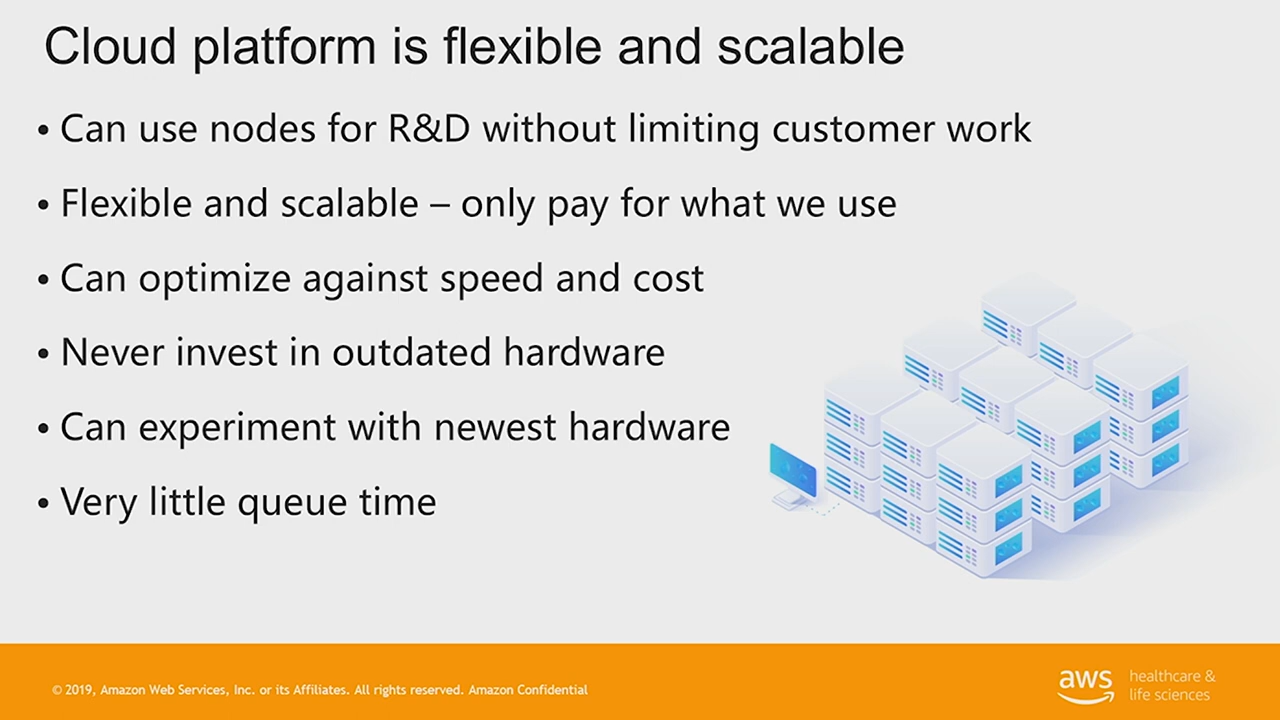 Cloud platform is flexible and scalable
• Can use nodes for R&D without limiting customer work
• Flexible and scalable – only pay for what we use
• Can optimize against speed and cost
• Never invest in outdated hardware
• Can experiment with newest hardware
• Very little queue time
© 2019, Amazon Web Services, Inc. or its Affiliates. All rights reserved. Amazon Confidential
aws
healthcare &
life sciences